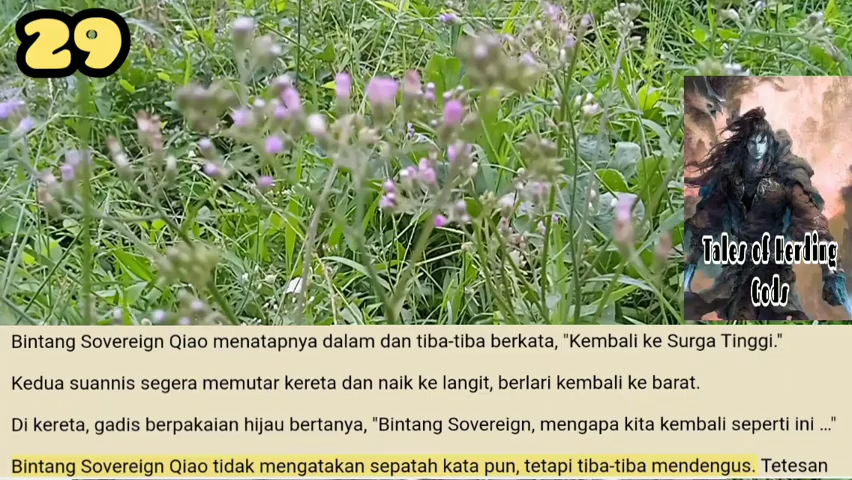 29
Tales of Herding
Gods
Bintang Sovereign Qiao menatapnya dalam dan tiba-tiba berkata, "Kembali ke Surga Tinggi."
Kedua suannis segera memutar kereta dan naik ke langit, berlari kembali ke barat.
Di kereta, gadis berpakaian hijau bertanya, "Bintang Sovereign, mengapa kita kembali seperti ini ..."
Bintang Sovereign Qiao tidak mengatakan sepatah kata pun, tetapi tiba-tiba mendengus. Tetesan